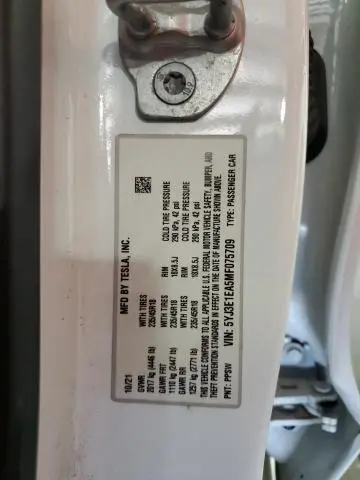 MFD BY TESLA, INC.
10/21
GVWR
2017 kg (4446 lb)
GAWR FRT WITH TIRES RIM COLD TIRE PRESSURE
1110 kg (2447 lb) 235/45R18 18X8.5J 290 kPa, 42 psi
GAWR RR WITH TIRES RIM COLD TIRE PRESSURE
1257 kg (2771 lb) 235/45R18 18X8.5J 290 kPa, 42 psi
THIS VEHICLE CONFORMS TO ALL APPLICABLE U.S. FEDERAL MOTOR VEHICLE SAFETY, BUMPER, AND
THEFT PREVENTION STANDARDS IN EFFECT ON THE DATE OF MANUFACTURE SHOWN ABOVE.
VIN: 5YJ3E1EA5MF075709
PNT: PPSW TYPE: PASSENGER CAR